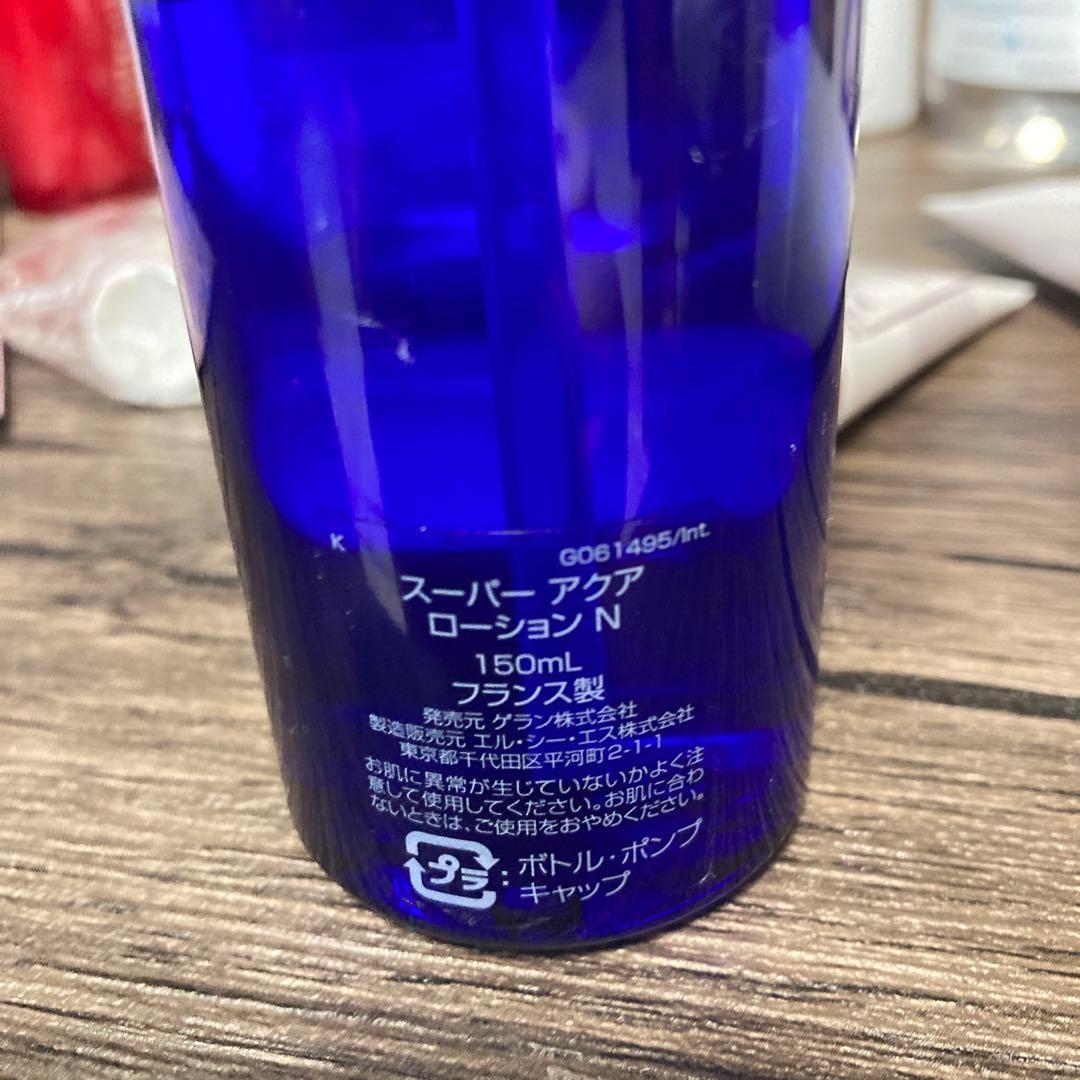 K
G061495/Int.
スーパー アクア
ローション N
150mL
フランス製
発売元 ゲラン株式会社
製造販売元 エル・シー・エス株式会社
東京都千代田区平河町2-1-1
お肌に異常が生じていないかよく注
意して使用してください。お肌に合わ
ないときは、ご使用をおやめください。
プラ : ボトル・ポンプ
キャップ